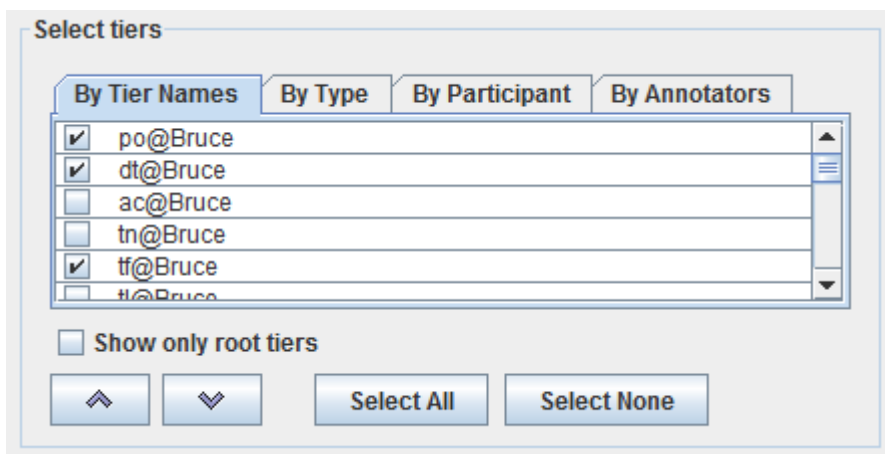 Select tiers
By Tier Names By Type By Participant By Annotators
po@Bruce
dt@Bruce
ac@Bruce
tn@Bruce
tf@Bruce
Show only root tiers
Select All Select None